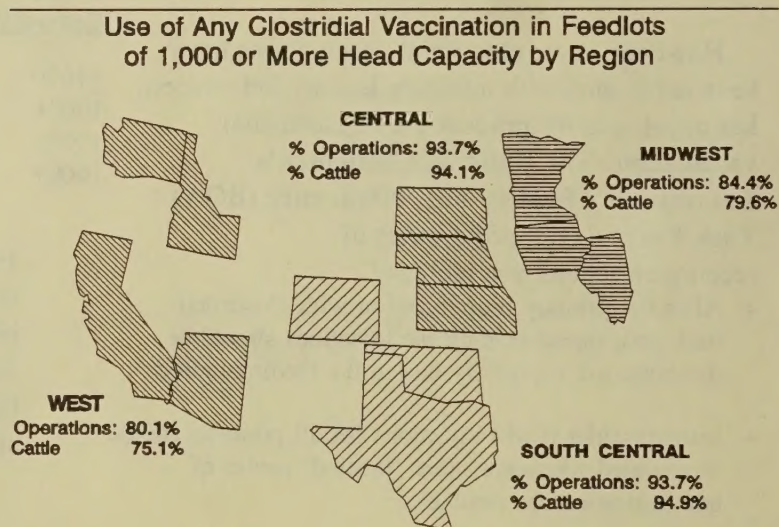 Use of Any Clostridial Vaccination in Feedlots
of 1,000 or More Head Capacity by Region
CENTRAL
% Operations: 93.7%
% Cattle 94.1%
MIDWEST
% Operations: 84.4%
% Cattle 79.6%
WEST
Operations: 80.1%
Cattle 75.1%
SOUTH CENTRAL
% Operations: 93.7%
% Cattle 94.9%